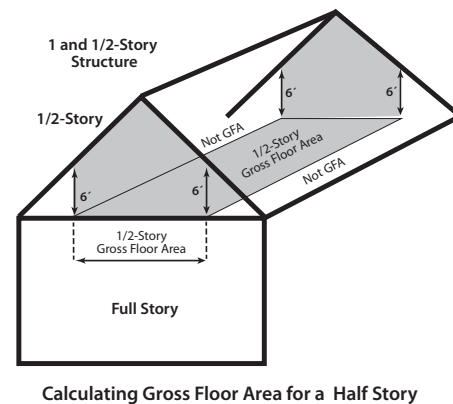 1 and 1/2-Story
Structure
1/2-Story
6´
6´
Not GFA
1/2-Story
Gross Floor Area
Not GFA
6´
6´
1/2-Story
Gross Floor Area
Full Story
Calculating Gross Floor Area for a  Half Story